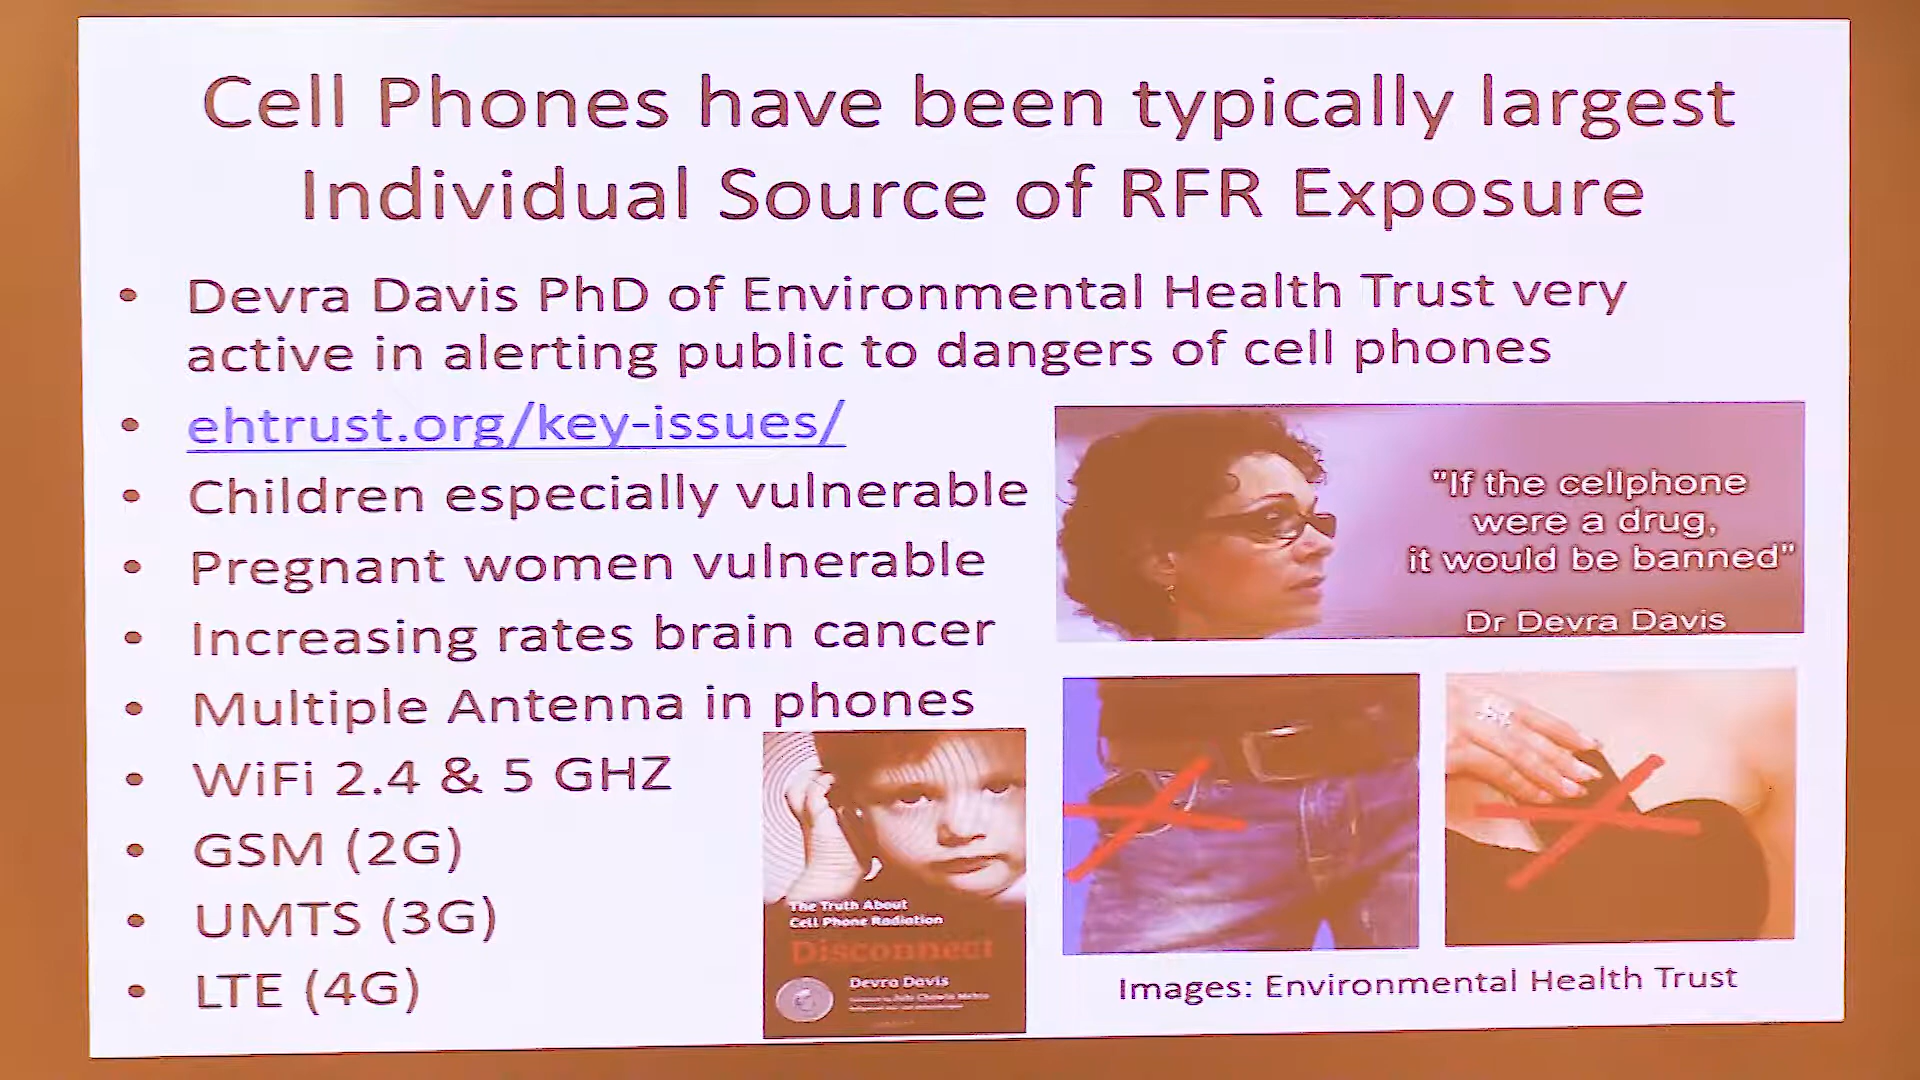 Cell Phones have been typically largest
Individual Source of RFR Exposure
• Devra Davis PhD of Environmental Health Trust very
active in alerting public to dangers of cell phones
• ehtrust.org/key-issues/
• Children especially vulnerable
• Pregnant women vulnerable
• Increasing rates brain cancer
• Multiple Antenna in phones
• WiFi 2.4 & 5 GHZ
• GSM (2G)
• UMTS (3G)
• LTE (4G)
"If the cellphone
were a drug,
it would be banned"
Dr Devra Davis
The Truth About
Cell Phone Radiation
Disconnect
Devra Davis
Images: Environmental Health Trust